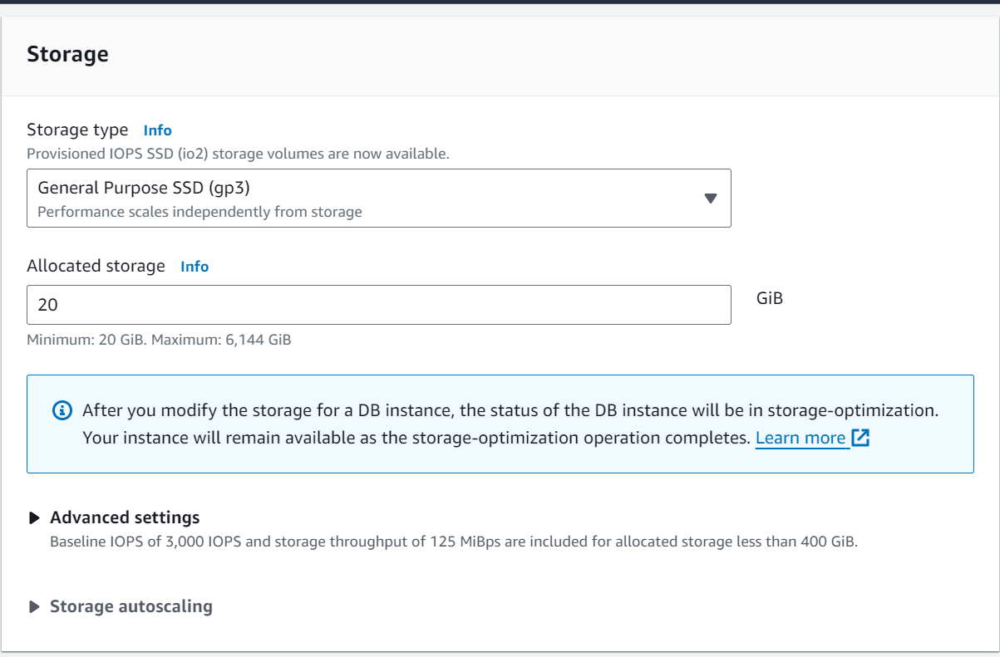 Storage
Storage type Info
Provisioned IOPS SSD (io2) storage volumes are now available.
General Purpose SSD (gp3)
Performance scales independently from storage
Allocated storage Info
20
GiB
Minimum: 20 GiB. Maximum: 6,144 GiB
After you modify the storage for a DB instance, the status of the DB instance will be in storage-optimization.
Your instance will remain available as the storage-optimization operation completes. Learn more
Advanced settings
Baseline IOPS of 3,000 IOPS and storage throughput of 125 MiBps are included for allocated storage less than 400 GiB.
Storage autoscaling